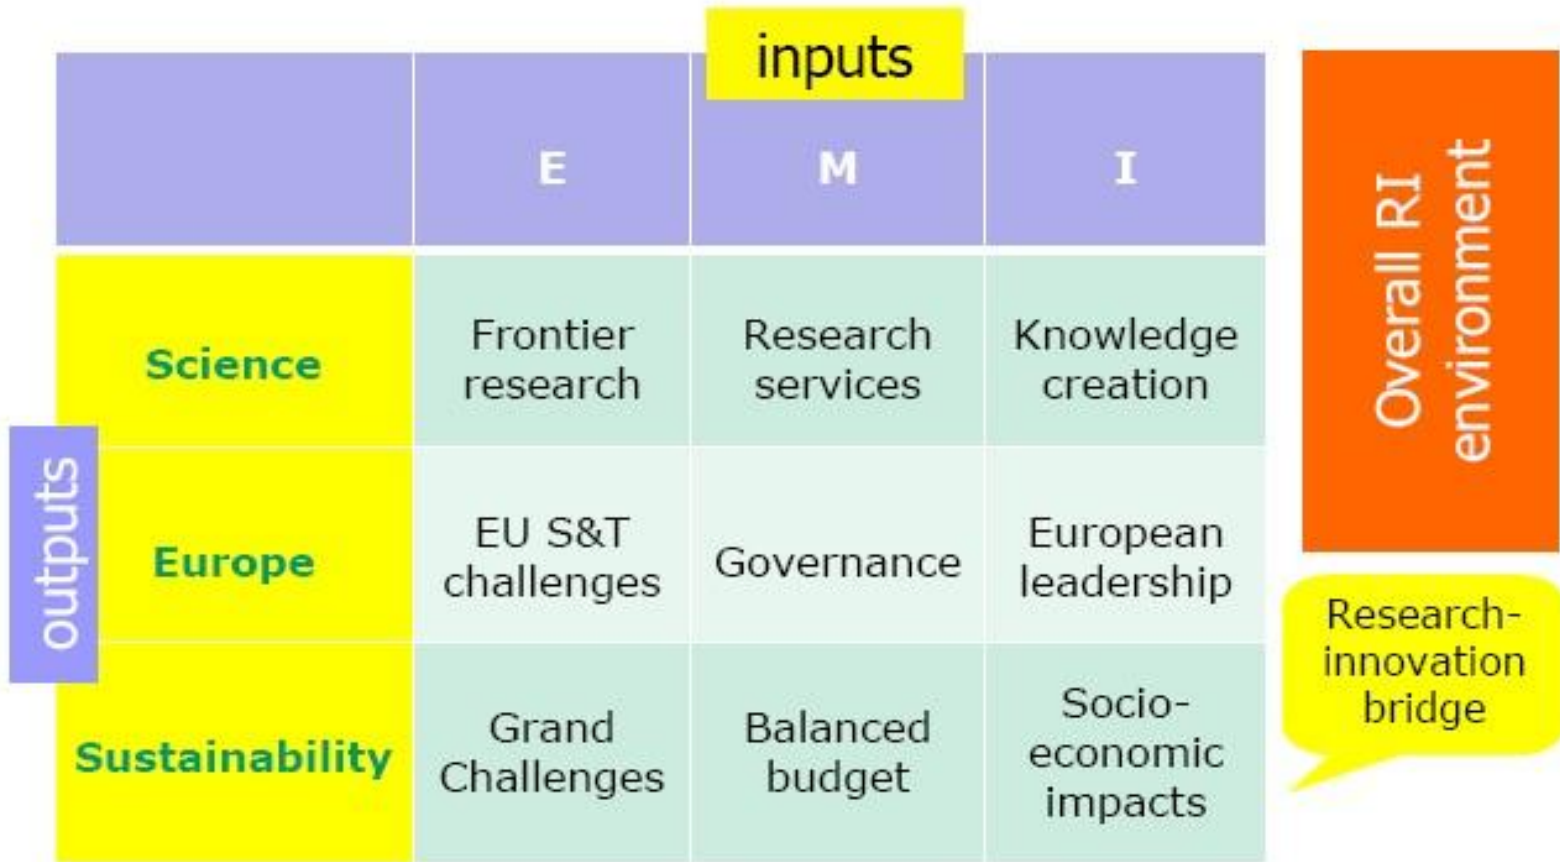 inputs
E
M
I
Science
Frontier
research
Research
services
Knowledge
creation
outputs
Europe
EU S&T
challenges
Governance
European
leadership
Sustainability
Grand
Challenges
Balanced
budget
Socio-
economic
impacts
Overall RI
environment
Research-
innovation
bridge